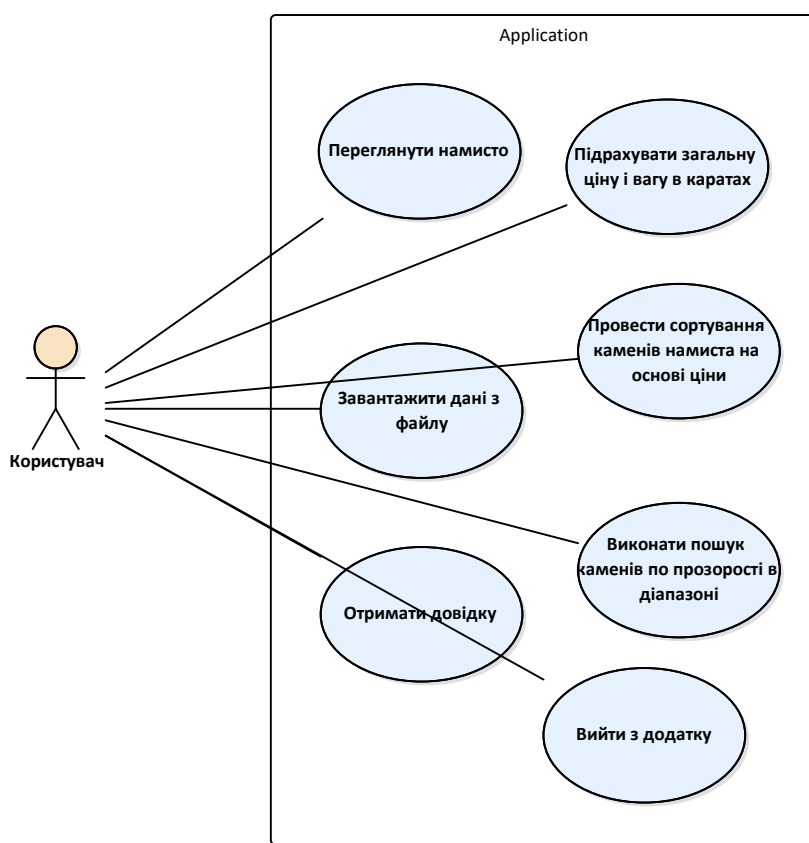 Application
Переглянути намисто
Підрахувати загальну
ціну і вагу в каратах
Провести сортування
каменів намиста на
основі ціни
Завантажити дані з
файлу
Користувач
Виконати пошук
каменів по прозорості в
діапазоні
Отримати довідку
Вийти з додатку